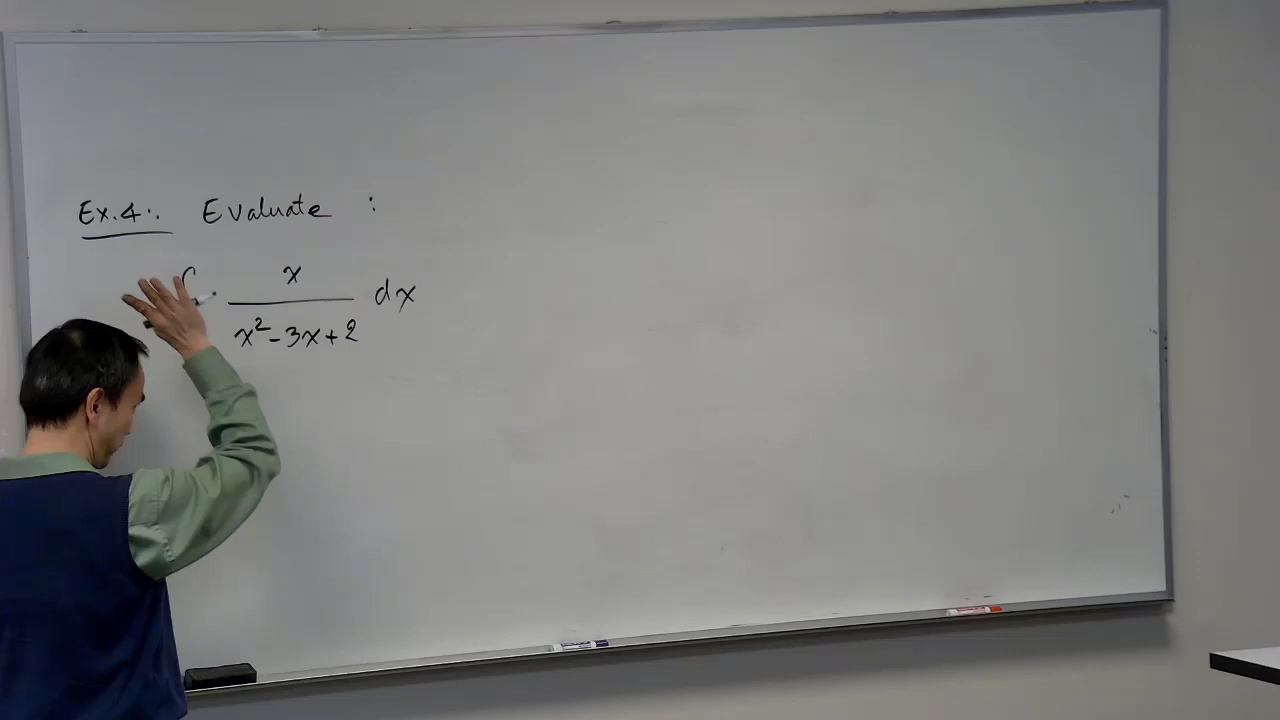 Ex.4:. Evaluate :
∫ x / (x² - 3x + 2) dx